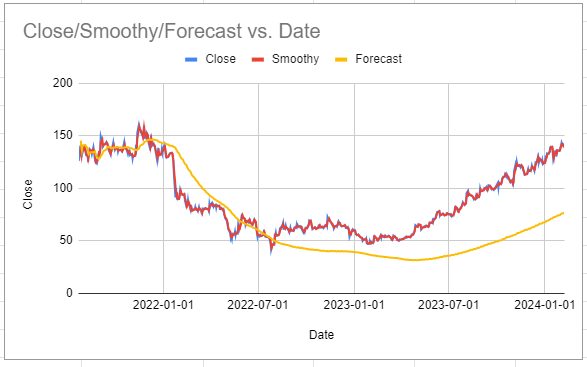 Close/Smoothy/Forecast vs. Date
Close Smoothy Forecast
200
150
100
50
0
Close
2022-01-01 2022-07-01 2023-01-01 2023-07-01 2024-01-01
Date